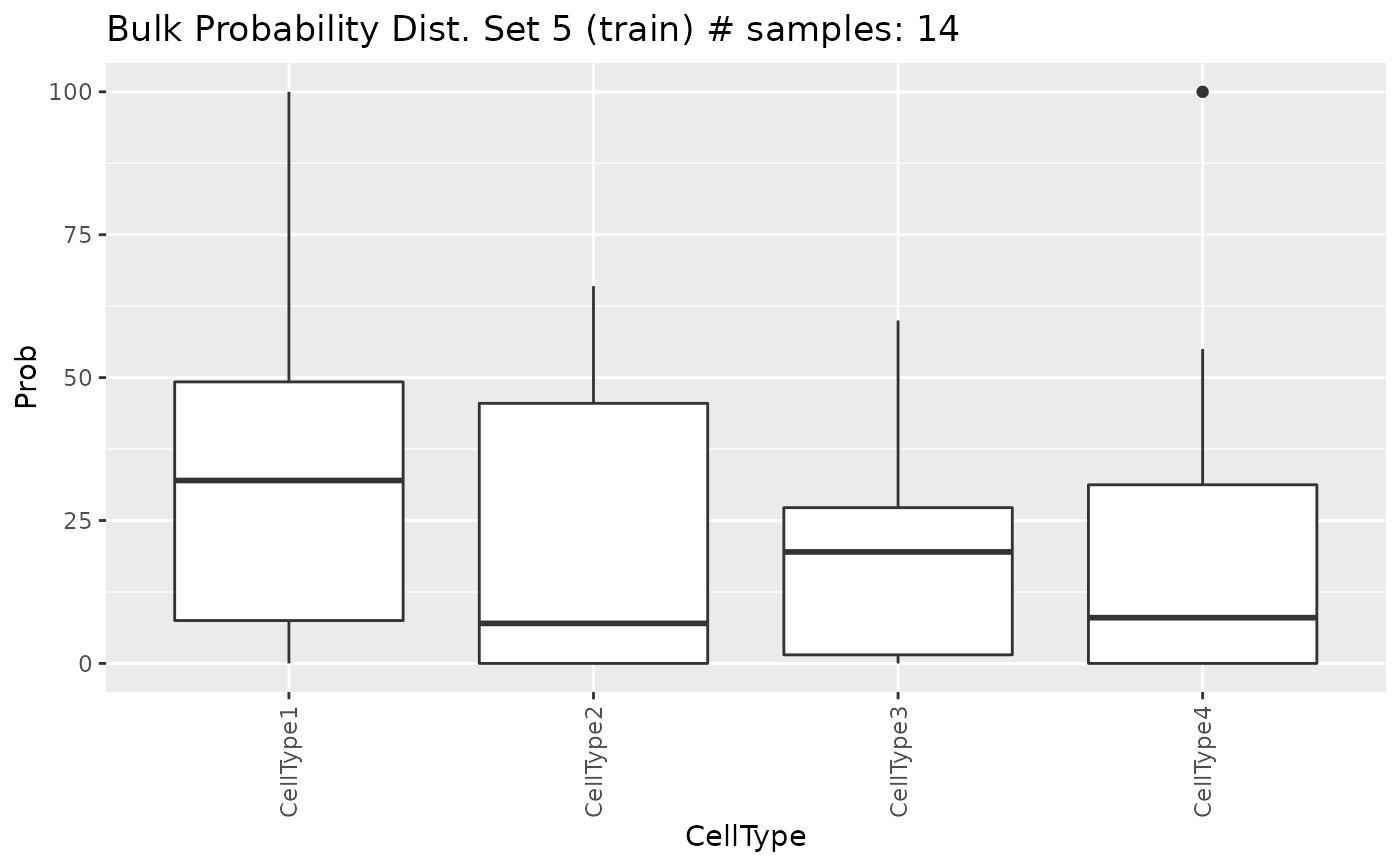 Bulk Probability Dist. Set 5 (train) # samples: 14
100
75
50
25
0
Prob
CellType1
CellType2
CellType3
CellType4
CellType